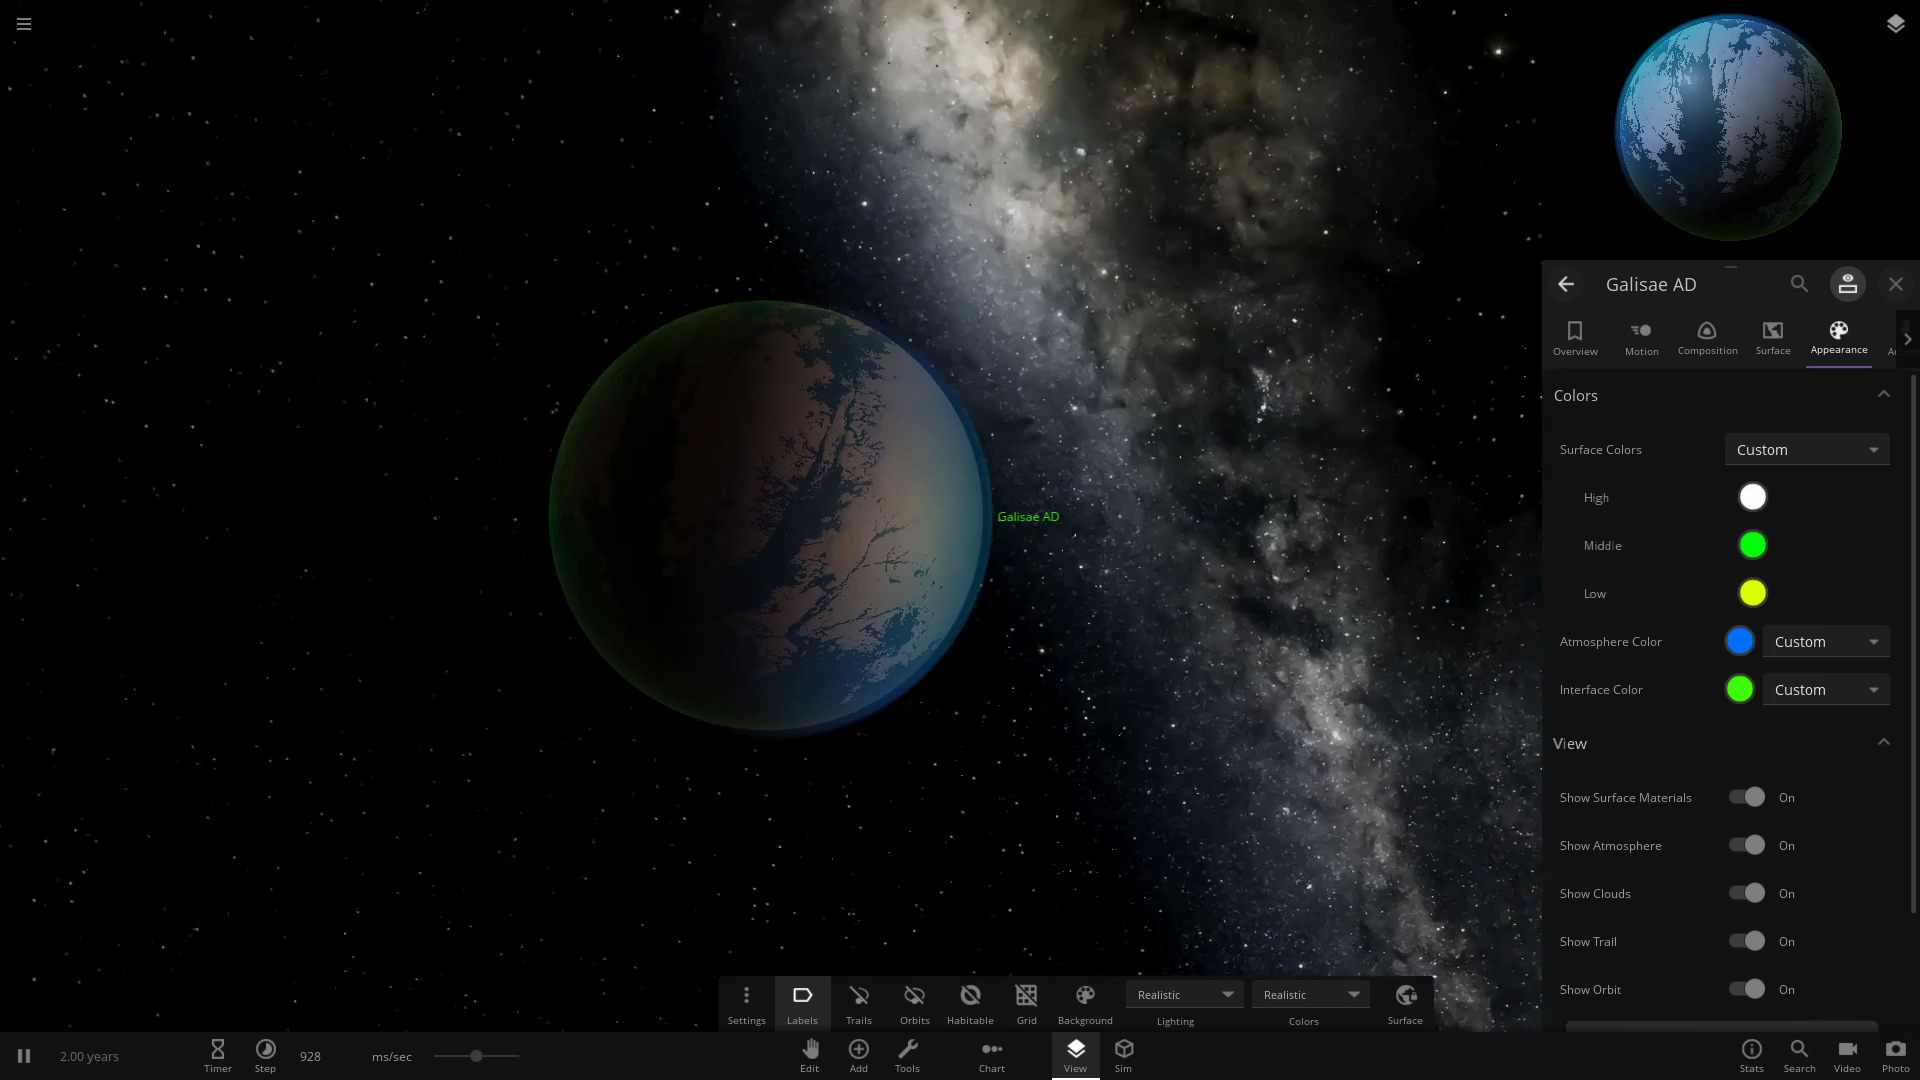 Galisae AD
Overview
Motion
Composition
Surface
Appearance
Colors
Surface Colors
Custom
High
Middle
Low
Atmosphere Color
Custom
Interface Color
Custom
View
Show Surface Materials
On
Show Atmosphere
On
Show Clouds
On
Show Trail
On
Show Orbit
On
Galisae AD
Settings
Labels
Trails
Orbits
Habitable
Grid
Background
Realistic
Lighting
Realistic
Colors
Surface
2.00 years
Timer
Step
928
ms/sec
Edit
Add
Tools
Chart
View
Sim
Stats
Search
Video
Photo